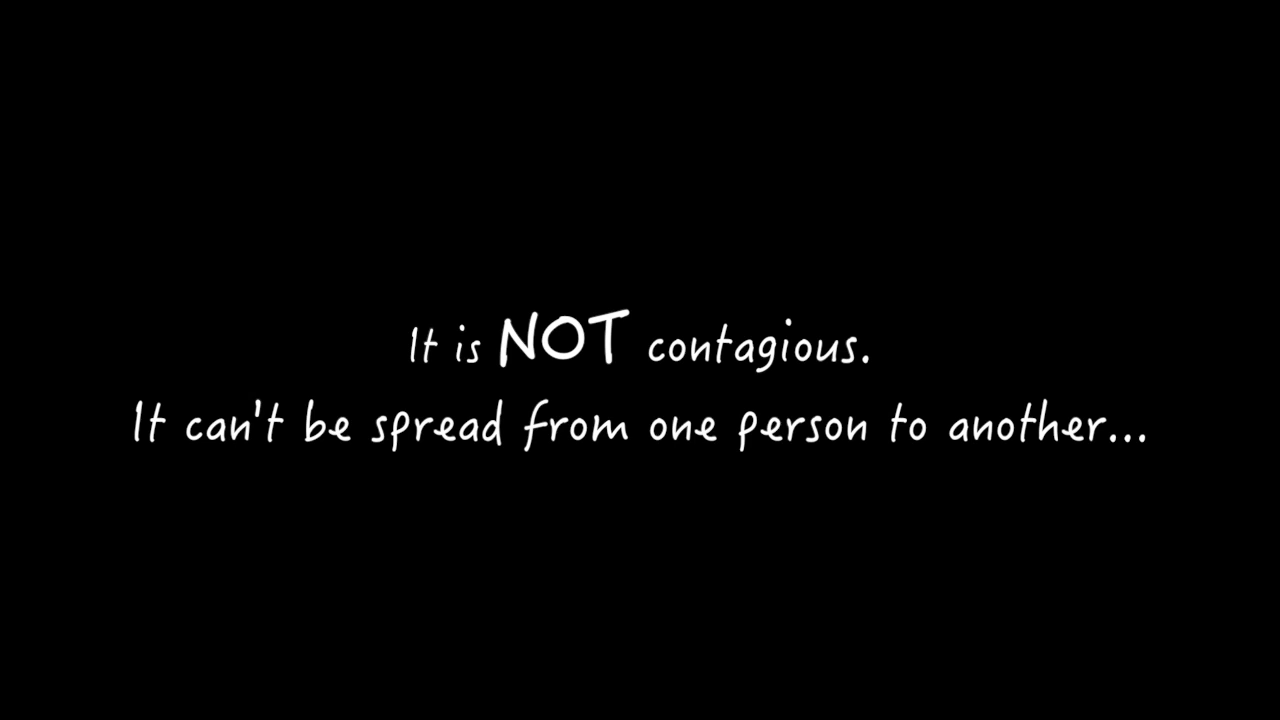 It is NOT contagious.
It can't be spread from one person to another...